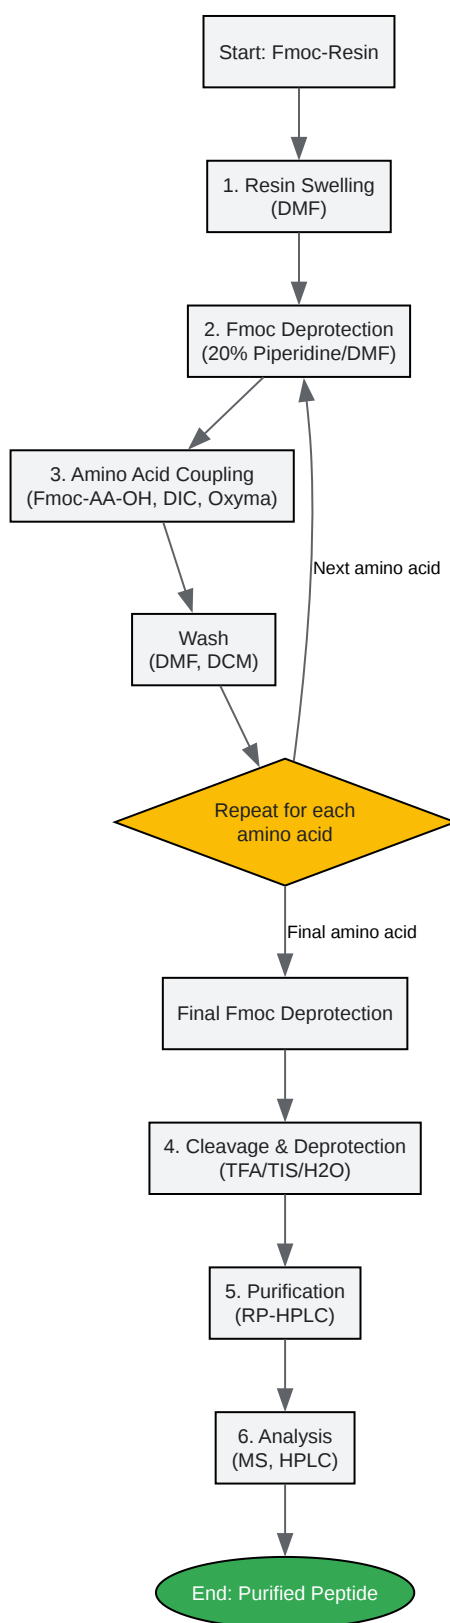 Start: Fmoc-Resin
1. Resin Swelling
(DMF)
2. Fmoc Deprotection
(20% Piperidine/DMF)
3. Amino Acid Coupling
(Fmoc-AA-OH, DIC, Oxyma)
Next amino acid
Wash
(DMF, DCM)
Repeat for each
amino acid
Final amino acid
Final Fmoc Deprotection
4. Cleavage & Deprotection
(TFA/TIS/H2O)
5. Purification
(RP-HPLC)
6. Analysis
(MS, HPLC)
End: Purified Peptide